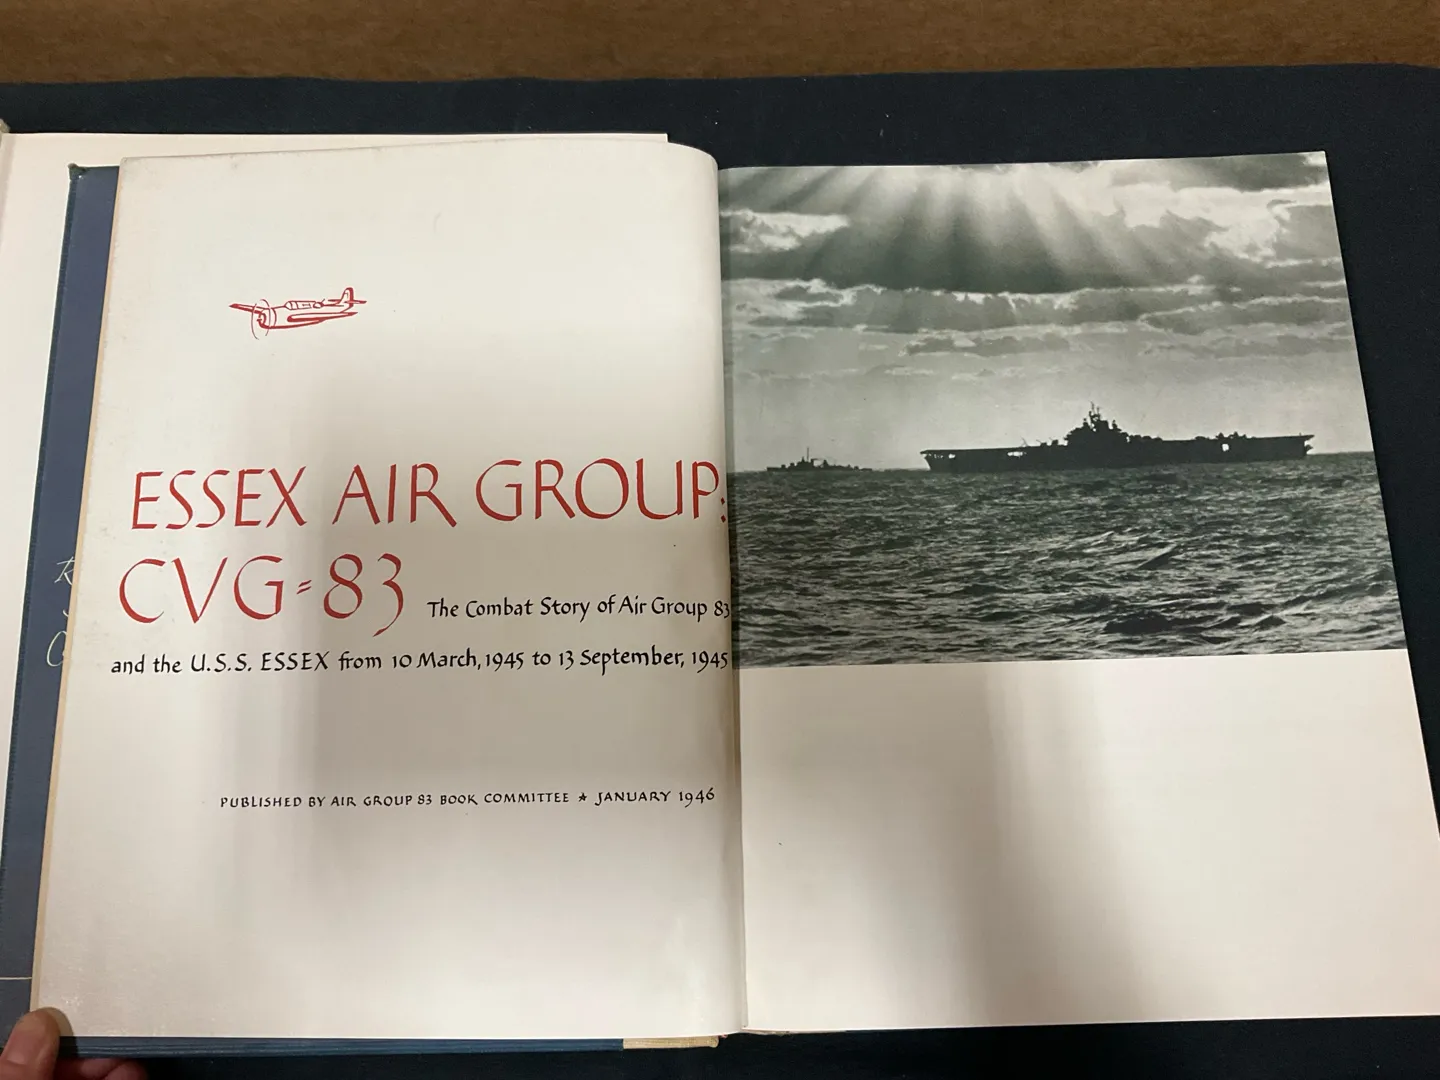 ESSEX AIR GROUP:
CVG-83 The Combat Story of Air Group 83
and the U.S.S. ESSEX from 10 March, 1945 to 13 September, 1945
PUBLISHED BY AIR GROUP 83 BOOK COMMITTEE ★ JANUARY 1946